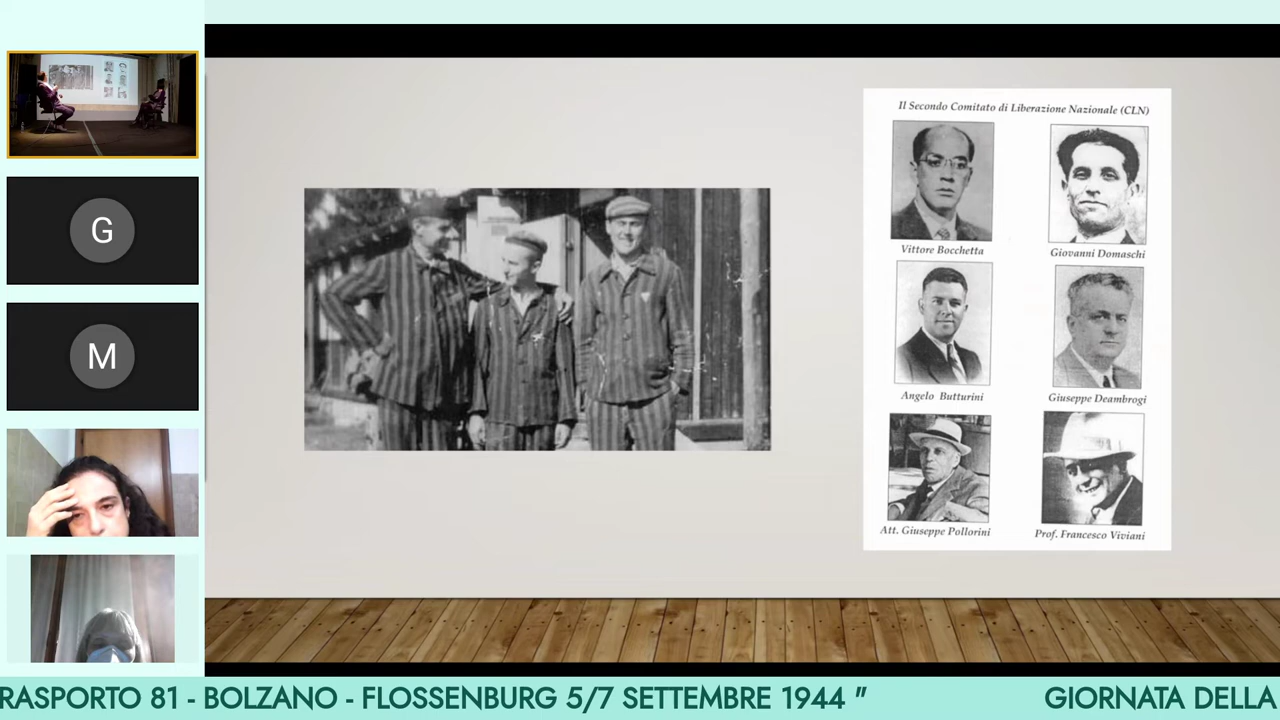 G
M
Il Secondo Comitato di Liberazione Nazionale (CLN)
Vittore Bocchetta
Giovanni Domaschi
Angelo Butturini
Giuseppe Deambrogi
Att. Giuseppe Pollorini
Prof. Francesco Viviani
RASPORTO 81 - BOLZANO - FLOSSENBURG 5/7 SETTEMBRE 1944 " GIORNATA DELLA